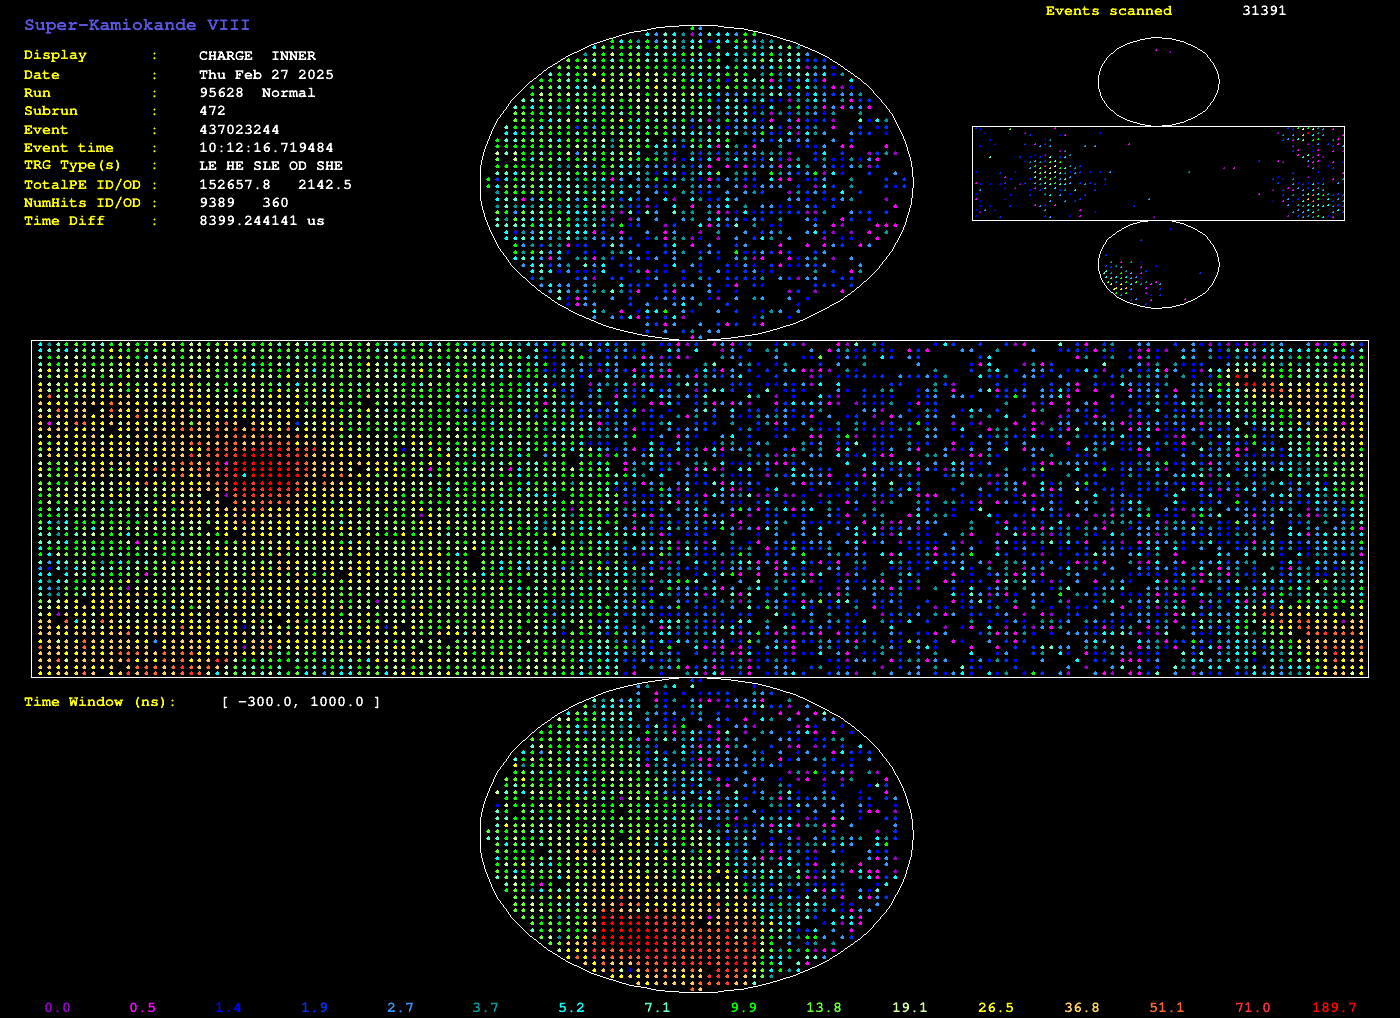 Super-Kamiokande VIII
Events scanned 31391
Display : CHARGE INNER
Date : Thu Feb 27 2025
Run : 95628 Normal
Subrun : 472
Event : 437023244
Event time : 10:12:16.719484
TRG Type(s) : LE HE SLE OD SHE
TotalPE ID/OD : 152657.8 2142.5
NumHits ID/OD : 9389 360
Time Diff : 8399.244141 us
Time Window (ns): [ -300.0, 1000.0 ]
0.0 0.5 1.4 1.9 2.7 3.7 5.2 7.1 9.9 13.8 19.1 26.5 36.8 51.1 71.0 189.7